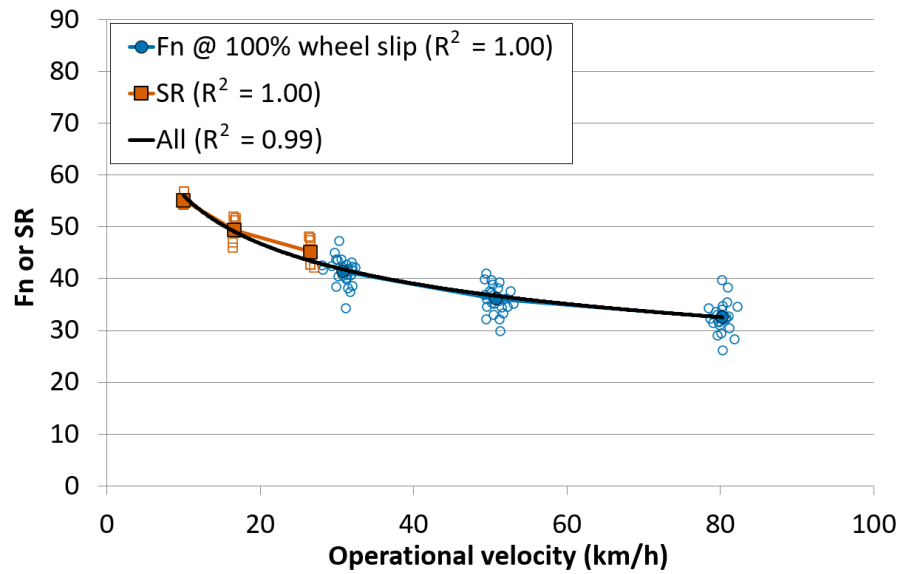 90
80
70
60
50
40
30
20
10
0
Fn or SR
Fn @ 100% wheel slip (R² = 1.00)
SR (R² = 1.00)
All (R² = 0.99)
0 20 40 60 80 100
Operational velocity (km/h)